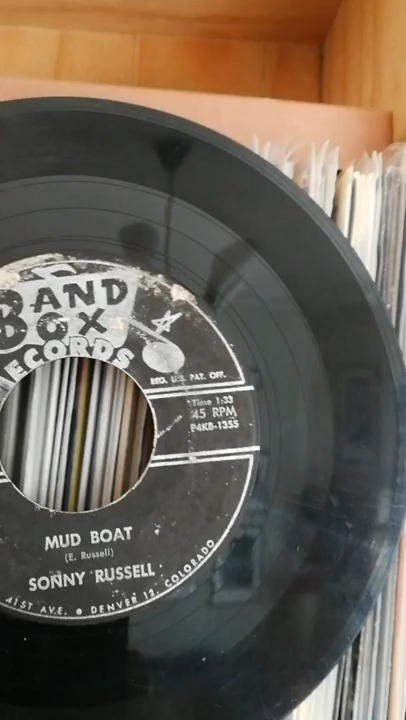 BAND
BOX
RECORDS
REG. U.S. PAT. OFF.
Time 1:33
45 RPM
P4KB-1355
MUD BOAT
(E. Russell)
SONNY RUSSELL
41ST AVE. • DENVER 12, COLORADO